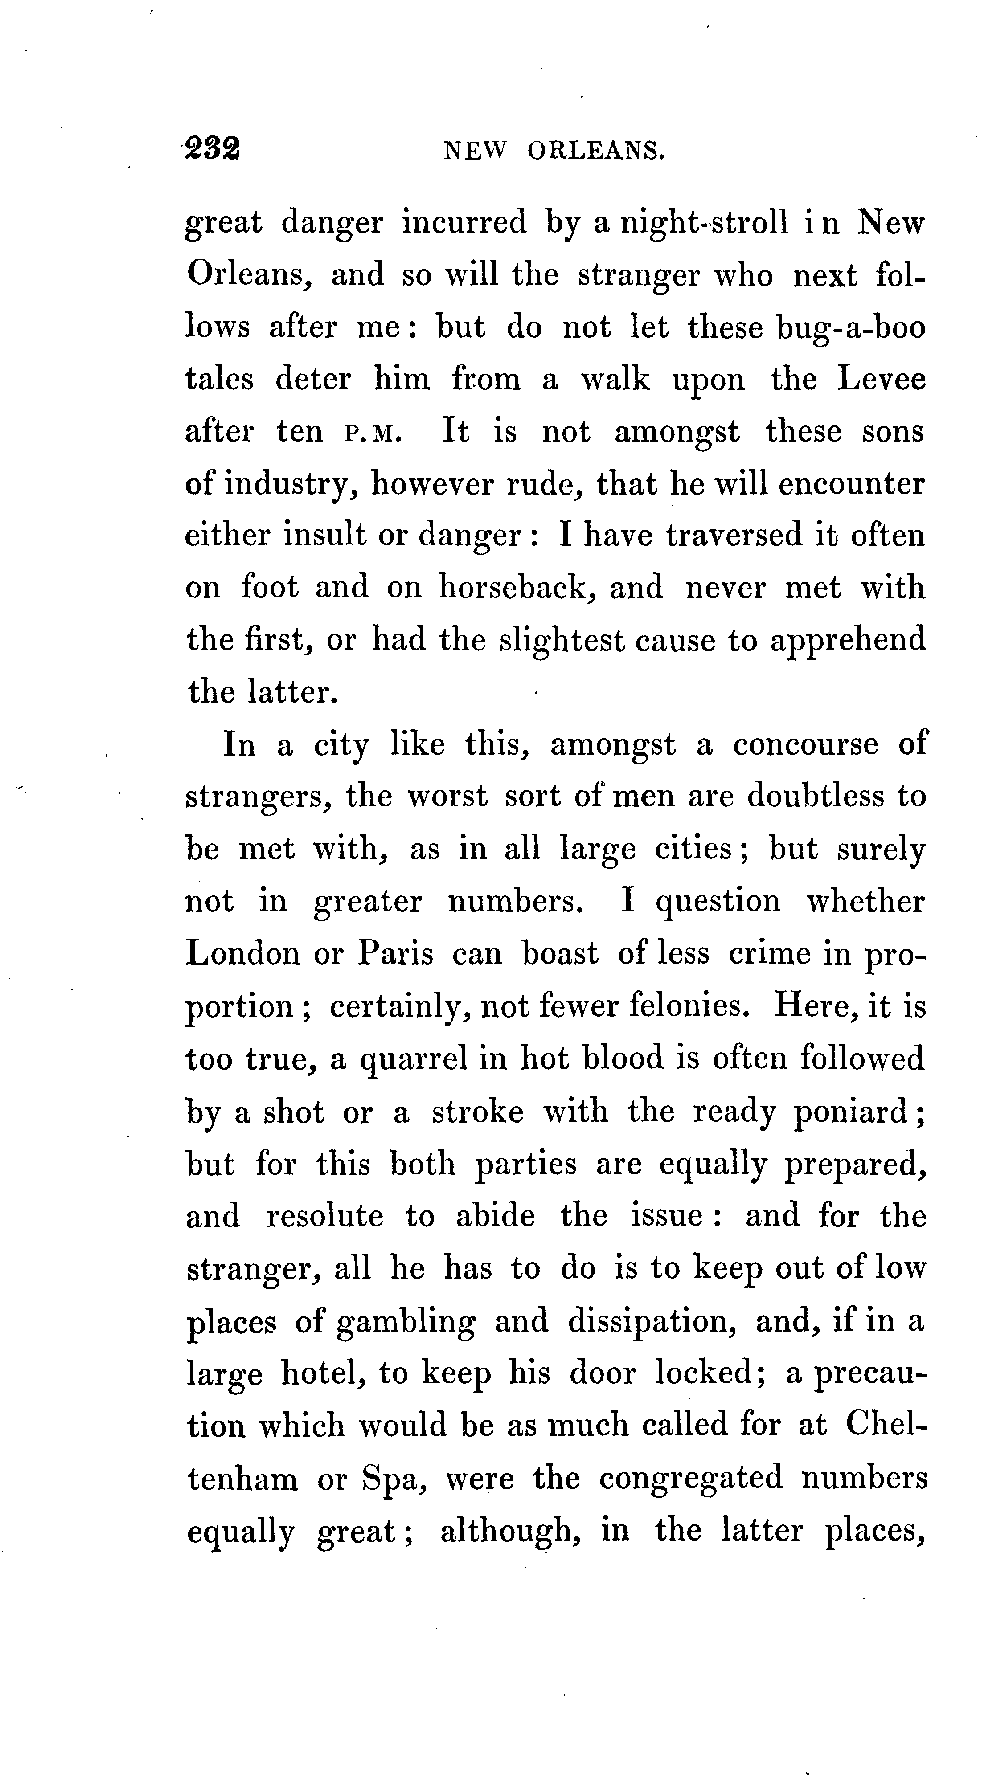 232 NEW ORLEANS.
great danger incurred by a night-stroll in New
Orleans, and so will the stranger who next fol-
lows after me: but do not let these bug-a-boo
tales deter him from a walk upon the Levee
after ten P.M. It is not amongst these sons
of industry, however rude, that he will encounter
either insult or danger: I have traversed it often
on foot and on horseback, and never met with
the first, or had the slightest cause to apprehend
the latter.
In a city like this, amongst a concourse of
strangers, the worst sort of men are doubtless to
be met with, as in all large cities; but surely
not in greater numbers. I question whether
London or Paris can boast of less crime in pro-
portion; certainly, not fewer felonies. Here, it is
too true, a quarrel in hot blood is often followed
by a shot or a stroke with the ready poniard;
but for this both parties are equally prepared,
and resolute to abide the issue: and for the
stranger, all he has to do is to keep out of low
places of gambling and dissipation, and, if in a
large hotel, to keep his door locked; a precau-
tion which would be as much called for at Chel-
tenham or Spa, were the congregated numbers
equally great; although, in the latter places,